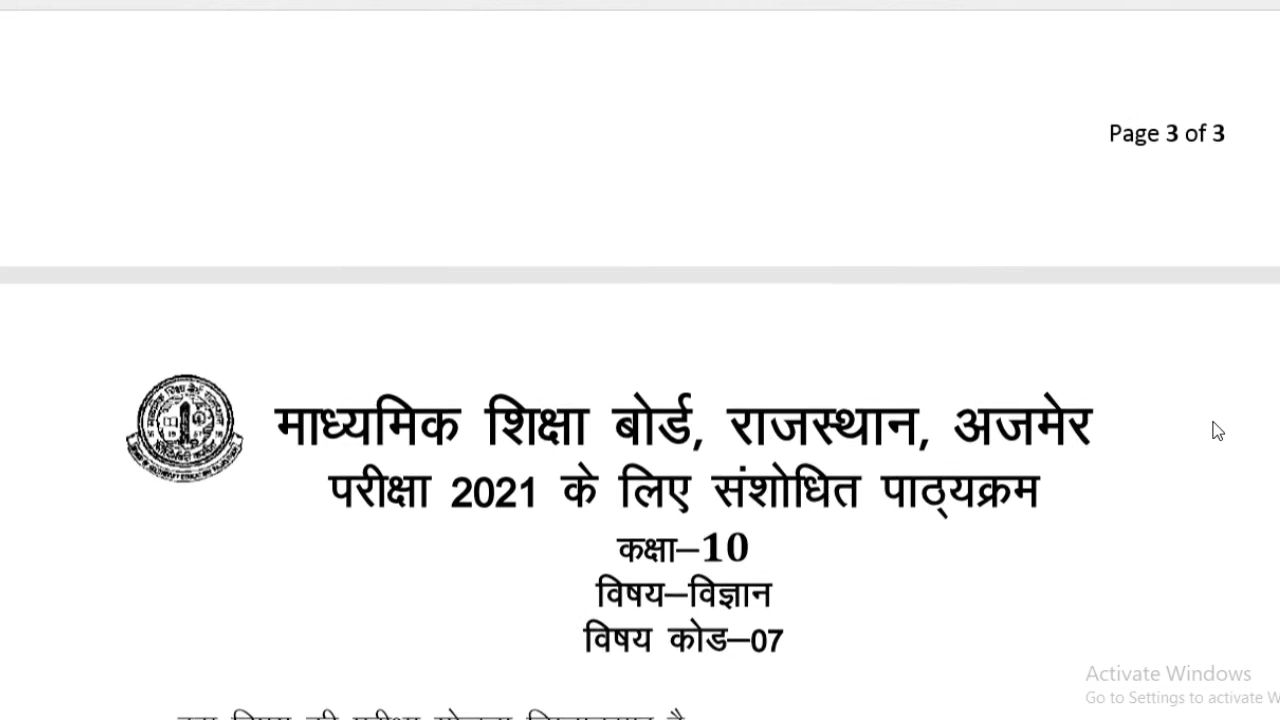 Page 3 of 3
माध्यमिक शिक्षा बोर्ड, राजस्थान, अजमेर
परीक्षा 2021 के लिए संशोधित पाठ्यक्रम
कक्षा–10
विषय–विज्ञान
विषय कोड–07
Activate Windows
Go to Settings to activate W